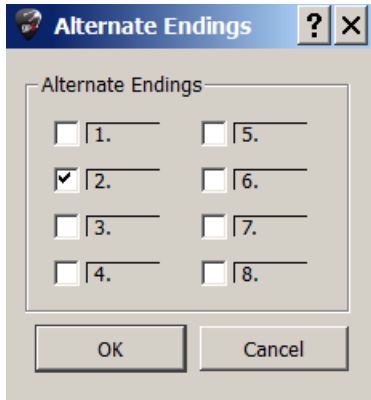 Alternate Endings ? ×
Alternate Endings
1. 5.
2. 6.
3. 7.
4. 8.
OK Cancel